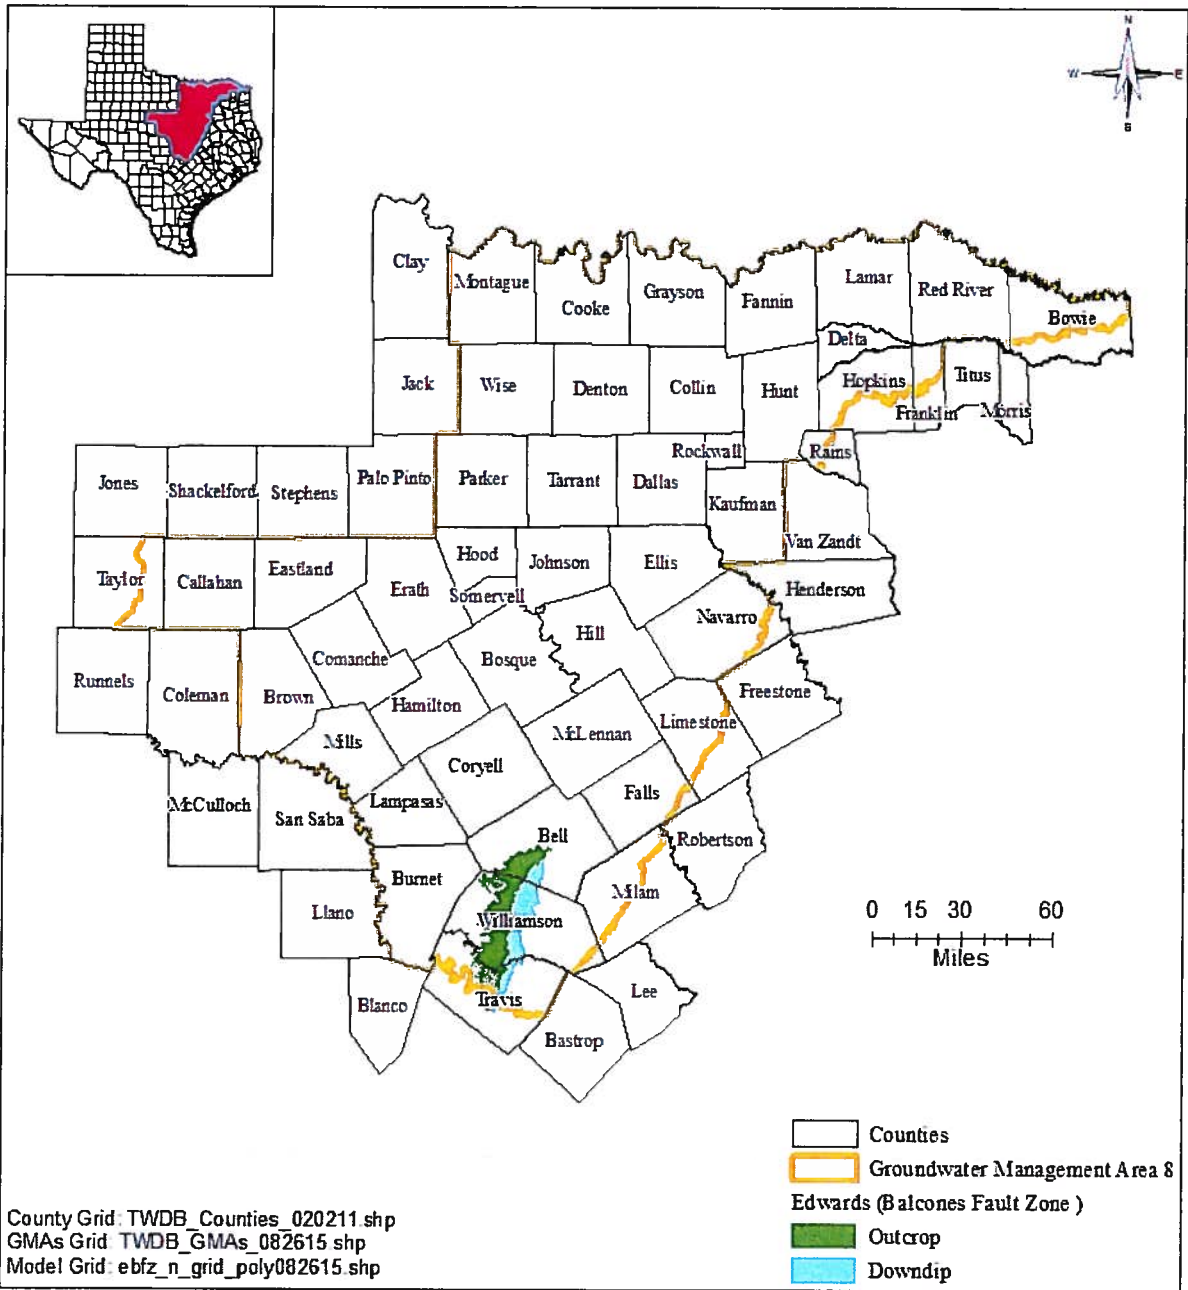 N
W E
S
Clay
Montague
Cooke
Grayson
Fannin
Lamar
Red River
Bowie
Delta
Jack
Wise
Denton
Collin
Hunt
Hopkins
Franklin
Titus
Morris
Rockwall
Rains
Jones
Shackelford
Stephens
Palo Pinto
Parker
Tarrant
Dallas
Kaufman
Van Zandt
Taylor
Callahan
Eastland
Erath
Hood
Somervell
Johnson
Ellis
Henderson
Navarro
Runnels
Coleman
Brown
Comanche
Hamilton
Bosque
Hill
Freestone
Limestone
McLennan
Mills
Coryell
Falls
McCulloch
San Saba
Lampasas
Bell
Robertson
Burnet
Milam
Llano
Williamson
Blanco
Travis
Lee
Bastrop
0 15 30 60
Miles
Counties
Groundwater Management Area 8
Edwards (Balcones Fault Zone )
Outcrop
Downdip
County Grid: TWDB_Counties_020211.shp
GMAs Grid: TWDB_GMAs_082615.shp
Model Grid: ebfz_n_grid_poly082615.shp